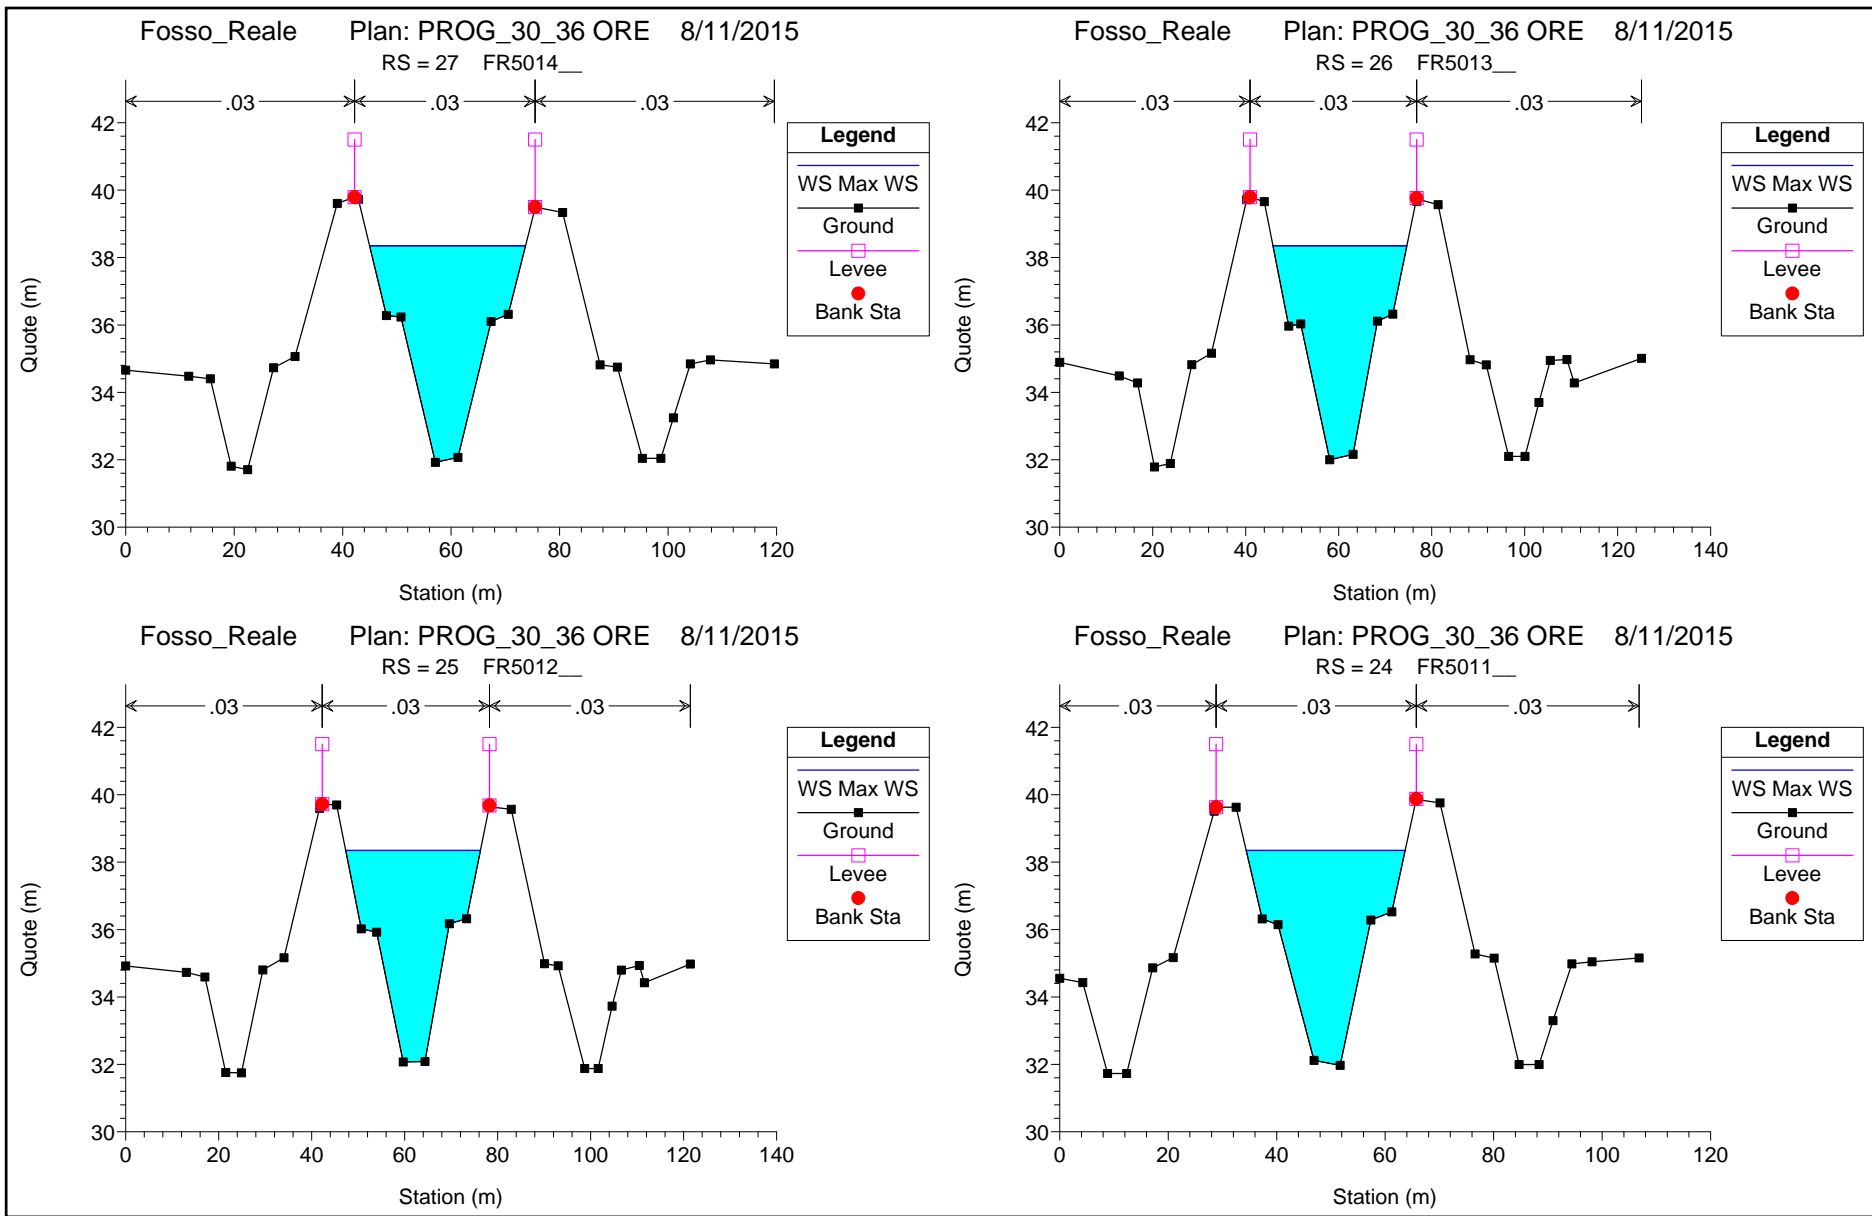 Fosso_Reale Plan: PROG_30_36 ORE 8/11/2015
RS = 27 FR5014__
.03 .03 .03
42
40
38
36
34
32
30
Quote (m)
0 20 40 60 80 100 120
Station (m)
Legend
WS Max WS
Ground
Levee
Bank Sta
Fosso_Reale Plan: PROG_30_36 ORE 8/11/2015
RS = 26 FR5013__
.03 .03 .03
42
40
38
36
34
32
30
Quote (m)
0 20 40 60 80 100 120 140
Station (m)
Legend
WS Max WS
Ground
Levee
Bank Sta
Fosso_Reale Plan: PROG_30_36 ORE 8/11/2015
RS = 25 FR5012__
.03 .03 .03
42
40
38
36
34
32
30
Quote (m)
0 20 40 60 80 100 120 140
Station (m)
Legend
WS Max WS
Ground
Levee
Bank Sta
Fosso_Reale Plan: PROG_30_36 ORE 8/11/2015
RS = 24 FR5011__
.03 .03 .03
42
40
38
36
34
32
30
Quote (m)
0 20 40 60 80 100 120
Station (m)
Legend
WS Max WS
Ground
Levee
Bank Sta